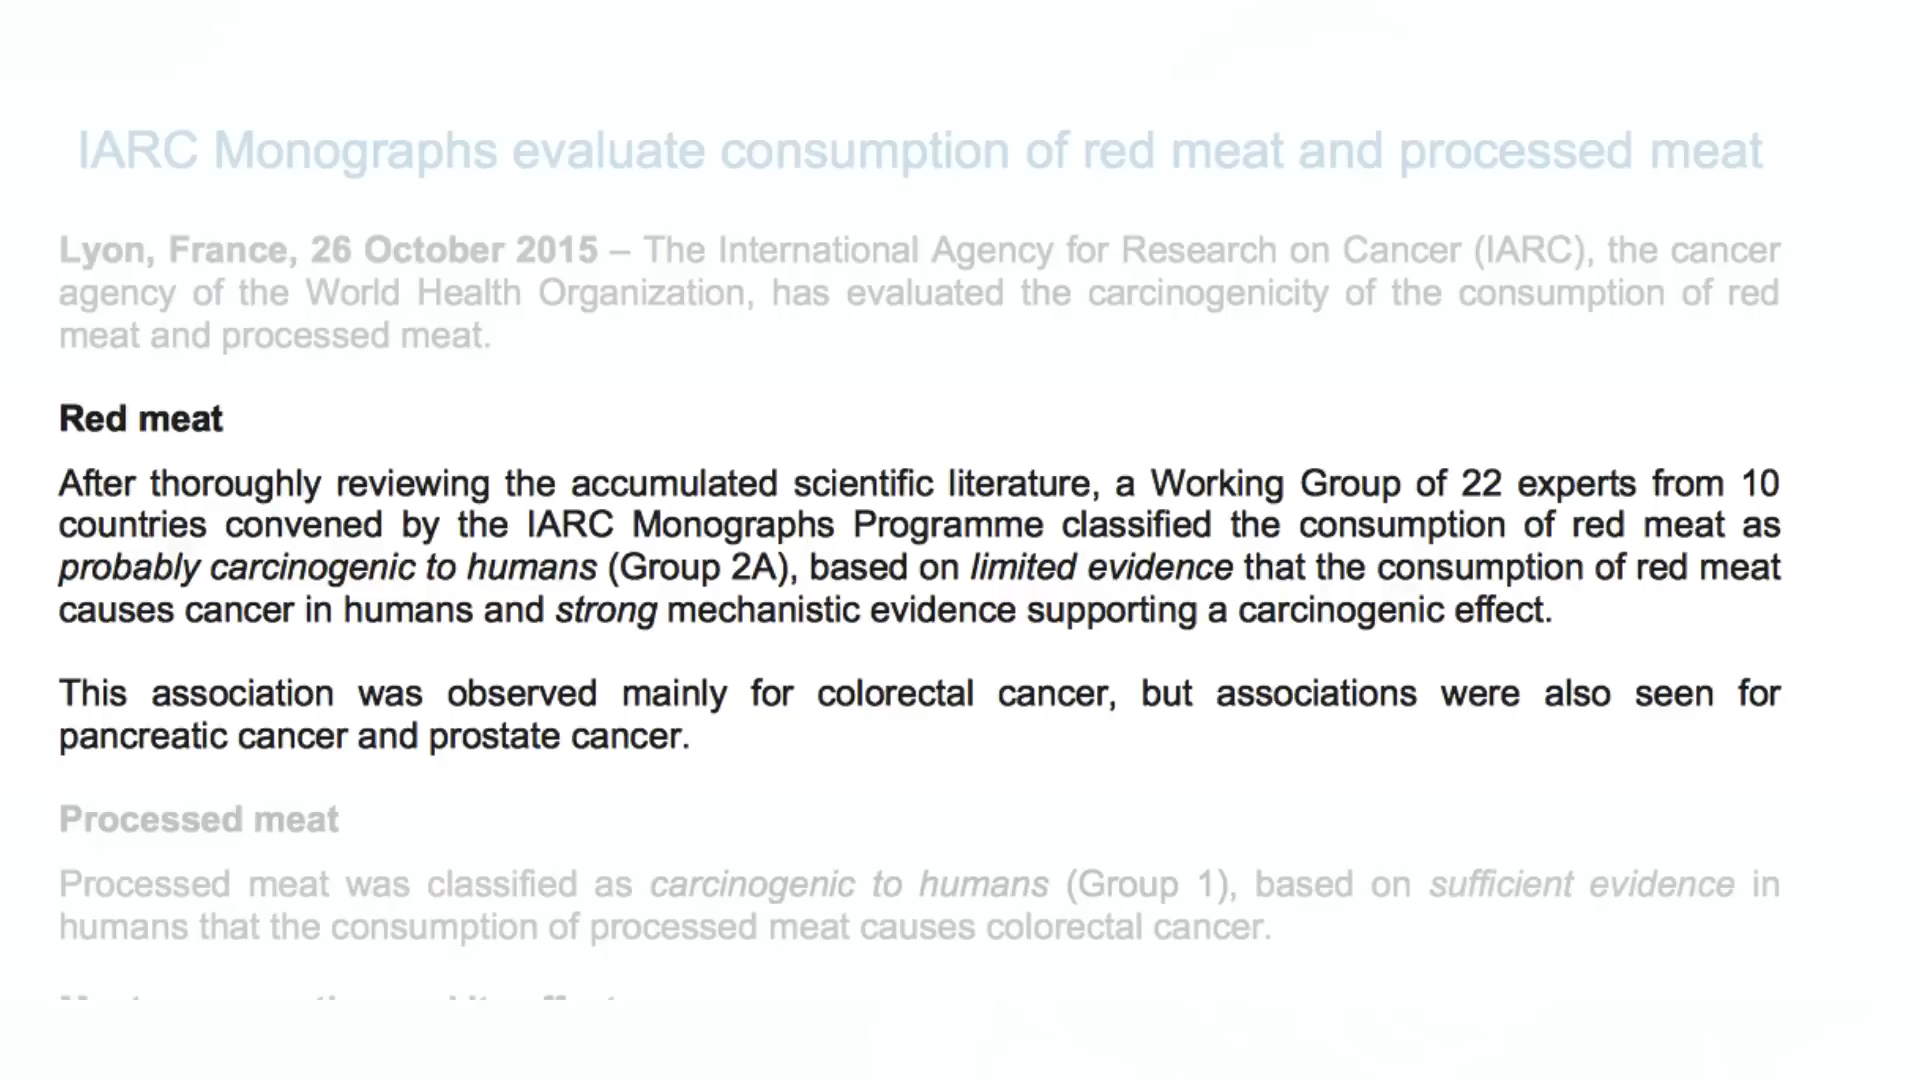 IARC Monographs evaluate consumption of red meat and processed meat
Lyon, France, 26 October 2015 – The International Agency for Research on Cancer (IARC), the cancer
agency of the World Health Organization, has evaluated the carcinogenicity of the consumption of red
meat and processed meat.
Red meat
After thoroughly reviewing the accumulated scientific literature, a Working Group of 22 experts from 10
countries convened by the IARC Monographs Programme classified the consumption of red meat as
probably carcinogenic to humans (Group 2A), based on limited evidence that the consumption of red meat
causes cancer in humans and strong mechanistic evidence supporting a carcinogenic effect.
This association was observed mainly for colorectal cancer, but associations were also seen for
pancreatic cancer and prostate cancer.
Processed meat
Processed meat was classified as carcinogenic to humans (Group 1), based on sufficient evidence in
humans that the consumption of processed meat causes colorectal cancer.